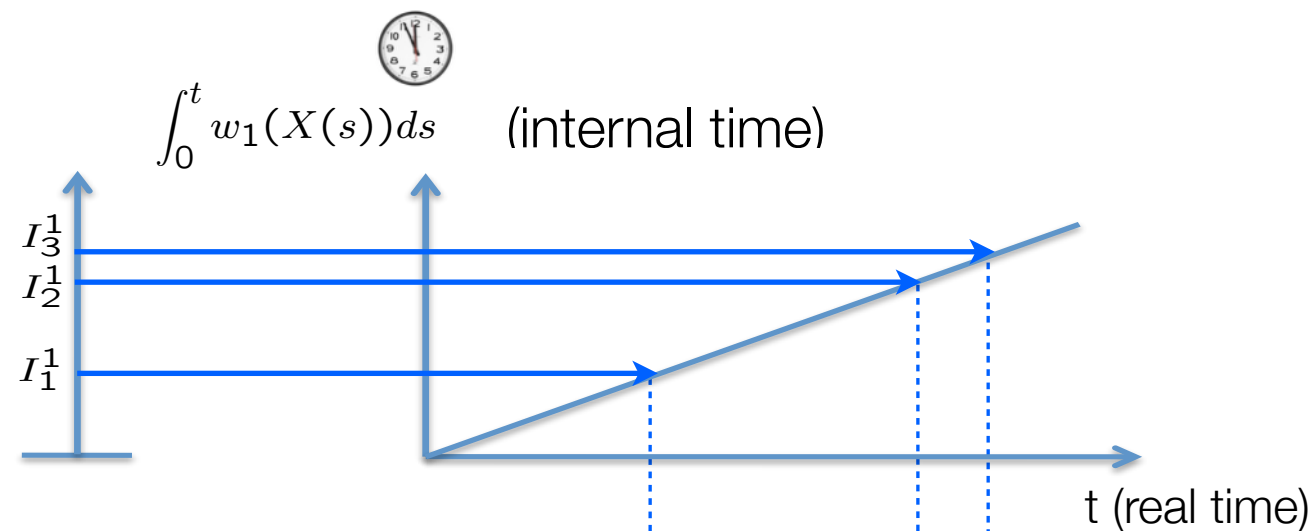 ∫₀ᵗ w₁(X(s))ds (internal time)
I₃¹
I₂¹
I₁¹
t (real time)